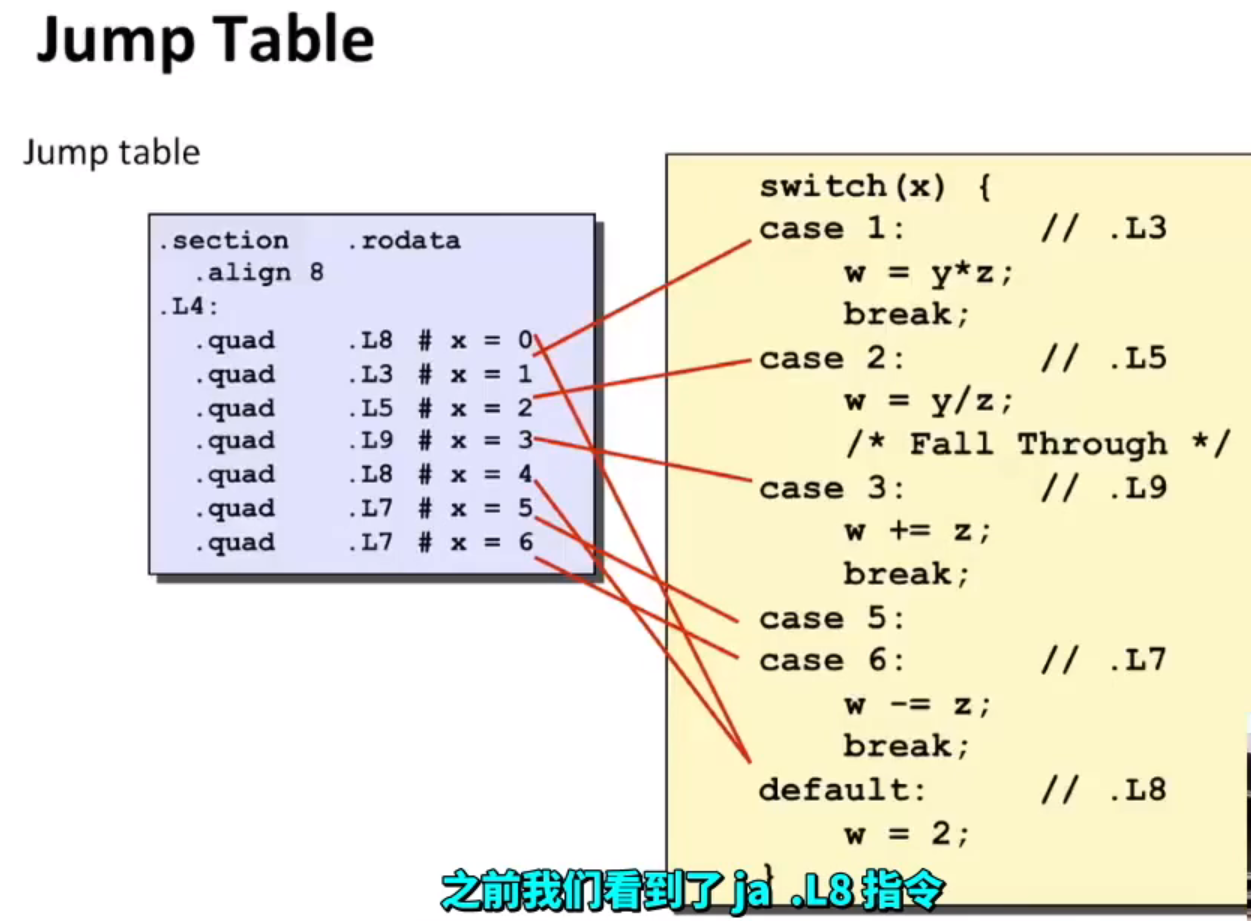 Jump Table
Jump table
.section .rodata
.align 8
.L4:
.quad .L8 # x = 0
.quad .L3 # x = 1
.quad .L5 # x = 2
.quad .L9 # x = 3
.quad .L8 # x = 4
.quad .L7 # x = 5
.quad .L7 # x = 6
switch(x) {
case 1: // .L3
w = y*z;
break;
case 2: // .L5
w = y/z;
/* Fall Through */
case 3: // .L9
w += z;
break;
case 5:
case 6: // .L7
w -= z;
break;
default: // .L8
w = 2;
}
之前我们看到了 ja .L8 指令